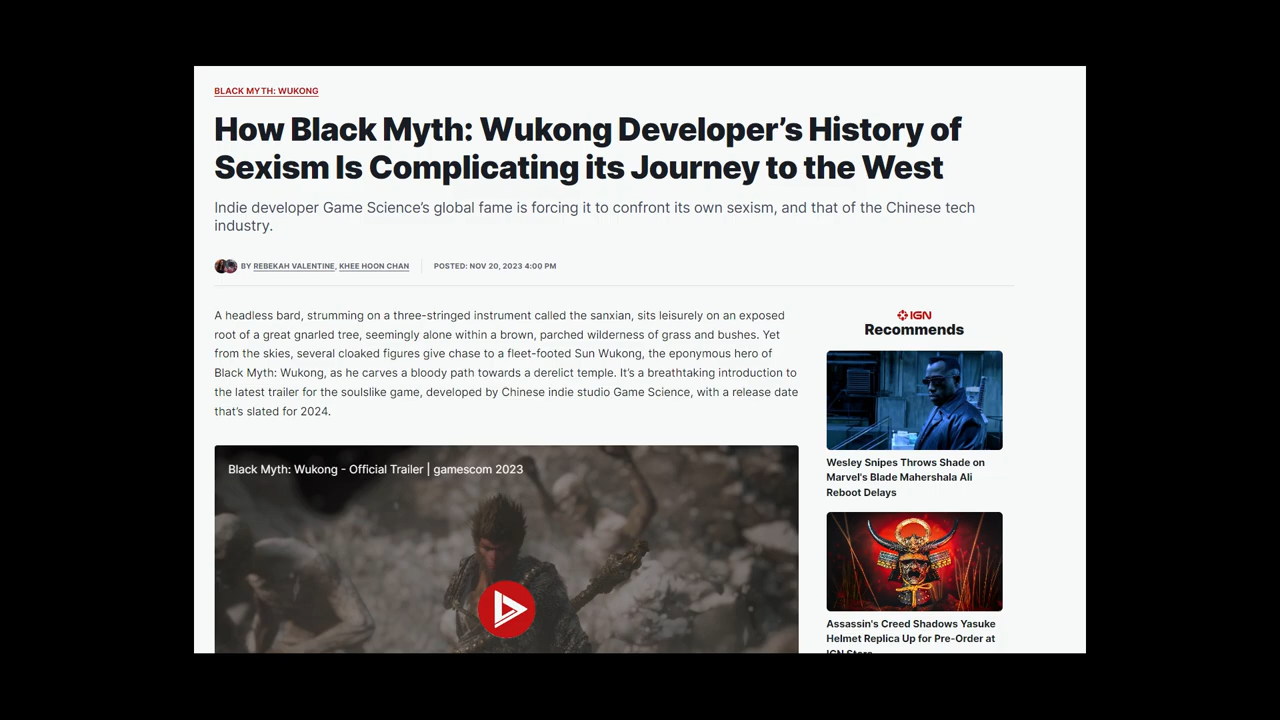 BLACK MYTH: WUKONG
How Black Myth: Wukong Developer's History of
Sexism Is Complicating its Journey to the West
Indie developer Game Science's global fame is forcing it to confront its own sexism, and that of the Chinese tech
industry.
BY REBEKAH VALENTINE, KHEE HOON CHAN POSTED: NOV 20, 2023 4:00 PM
A headless bard, strumming on a three-stringed instrument called the sanxian, sits leisurely on an exposed
root of a great gnarled tree, seemingly alone within a brown, parched wilderness of grass and bushes. Yet
from the skies, several cloaked figures give chase to a fleet-footed Sun Wukong, the eponymous hero of
Black Myth: Wukong, as he carves a bloody path towards a derelict temple. It's a breathtaking introduction to
the latest trailer for the soulslike game, developed by Chinese indie studio Game Science, with a release date
that's slated for 2024.
Black Myth: Wukong - Official Trailer | gamescom 2023
IGN
Recommends
Wesley Snipes Throws Shade on
Marvel's Blade Mahershala Ali
Reboot Delays
Assassin's Creed Shadows Yasuke
Helmet Replica Up for Pre-Order at
IGN Store